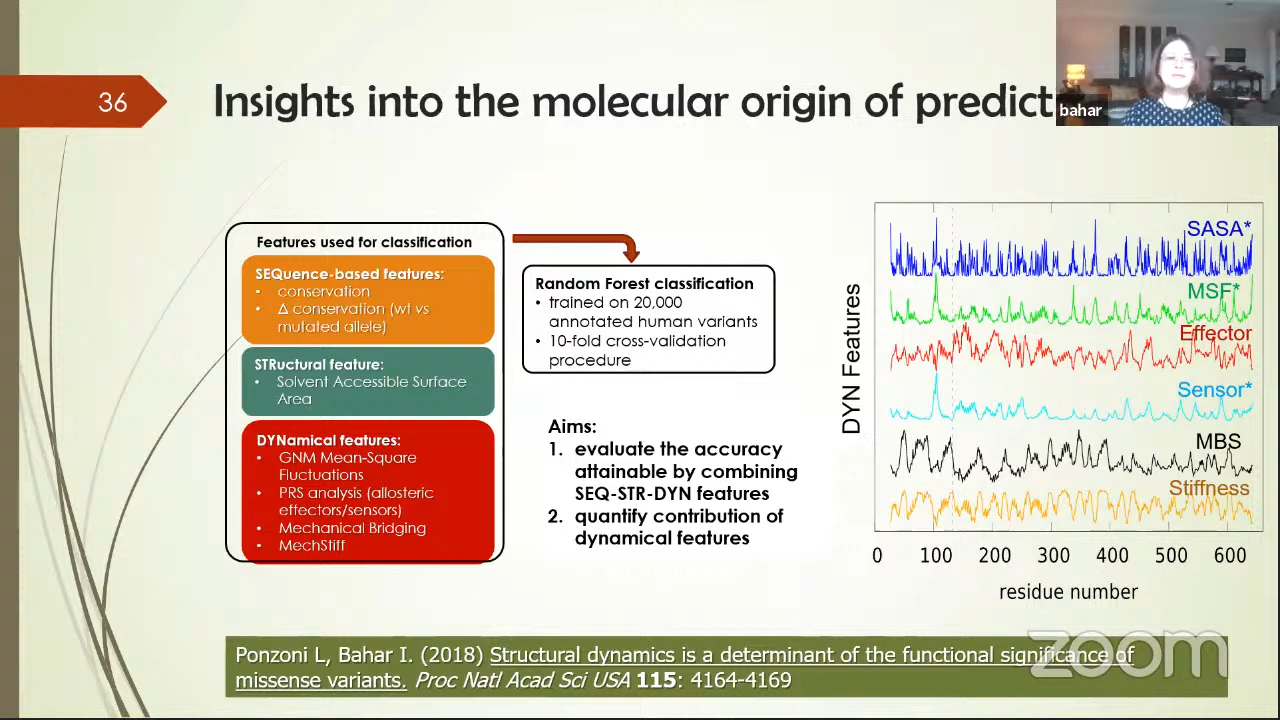 36
Insights into the molecular origin of predict
bahar
Features used for classification
SEQuence-based features:
• conservation
• Δ conservation (wt vs
mutated allele)
STRuctural feature:
• Solvent Accessible Surface
Area
DYNamical features:
• GNM Mean-Square
Fluctuations
• PRS analysis (allosteric
effectors/sensors)
• Mechanical Bridging
• MechStiff
Random Forest classification
• trained on 20,000
annotated human variants
• 10-fold cross-validation
procedure
Aims:
1. evaluate the accuracy
attainable by combining
SEQ-STR-DYN features
2. quantify contribution of
dynamical features
DYN Features
SASA*
MSF*
Effector
Sensor*
MBS
Stiffness
0 100 200 300 400 500 600
residue number
Ponzoni L, Bahar I. (2018) Structural dynamics is a determinant of the functional significance of
missense variants. Proc Natl Acad Sci USA 115: 4164-4169
zoom